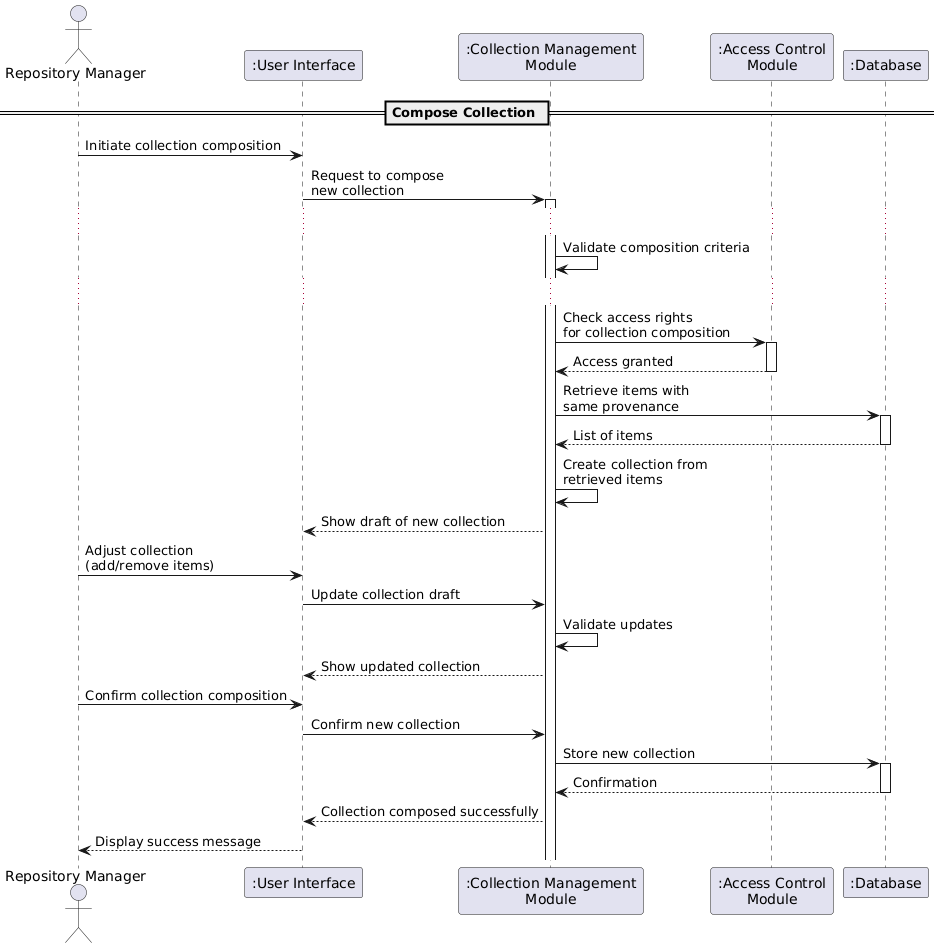 Repository Manager
:User Interface
:Collection Management
Module
:Access Control
Module
:Database
Compose Collection
Initiate collection composition
Request to compose
new collection
Validate composition criteria
Check access rights
for collection composition
Access granted
Retrieve items with
same provenance
List of items
Create collection from
retrieved items
Show draft of new collection
Adjust collection
(add/remove items)
Update collection draft
Validate updates
Show updated collection
Confirm collection composition
Confirm new collection
Store new collection
Confirmation
Collection composed successfully
Display success message
Repository Manager
:User Interface
:Collection Management
Module
:Access Control
Module
:Database